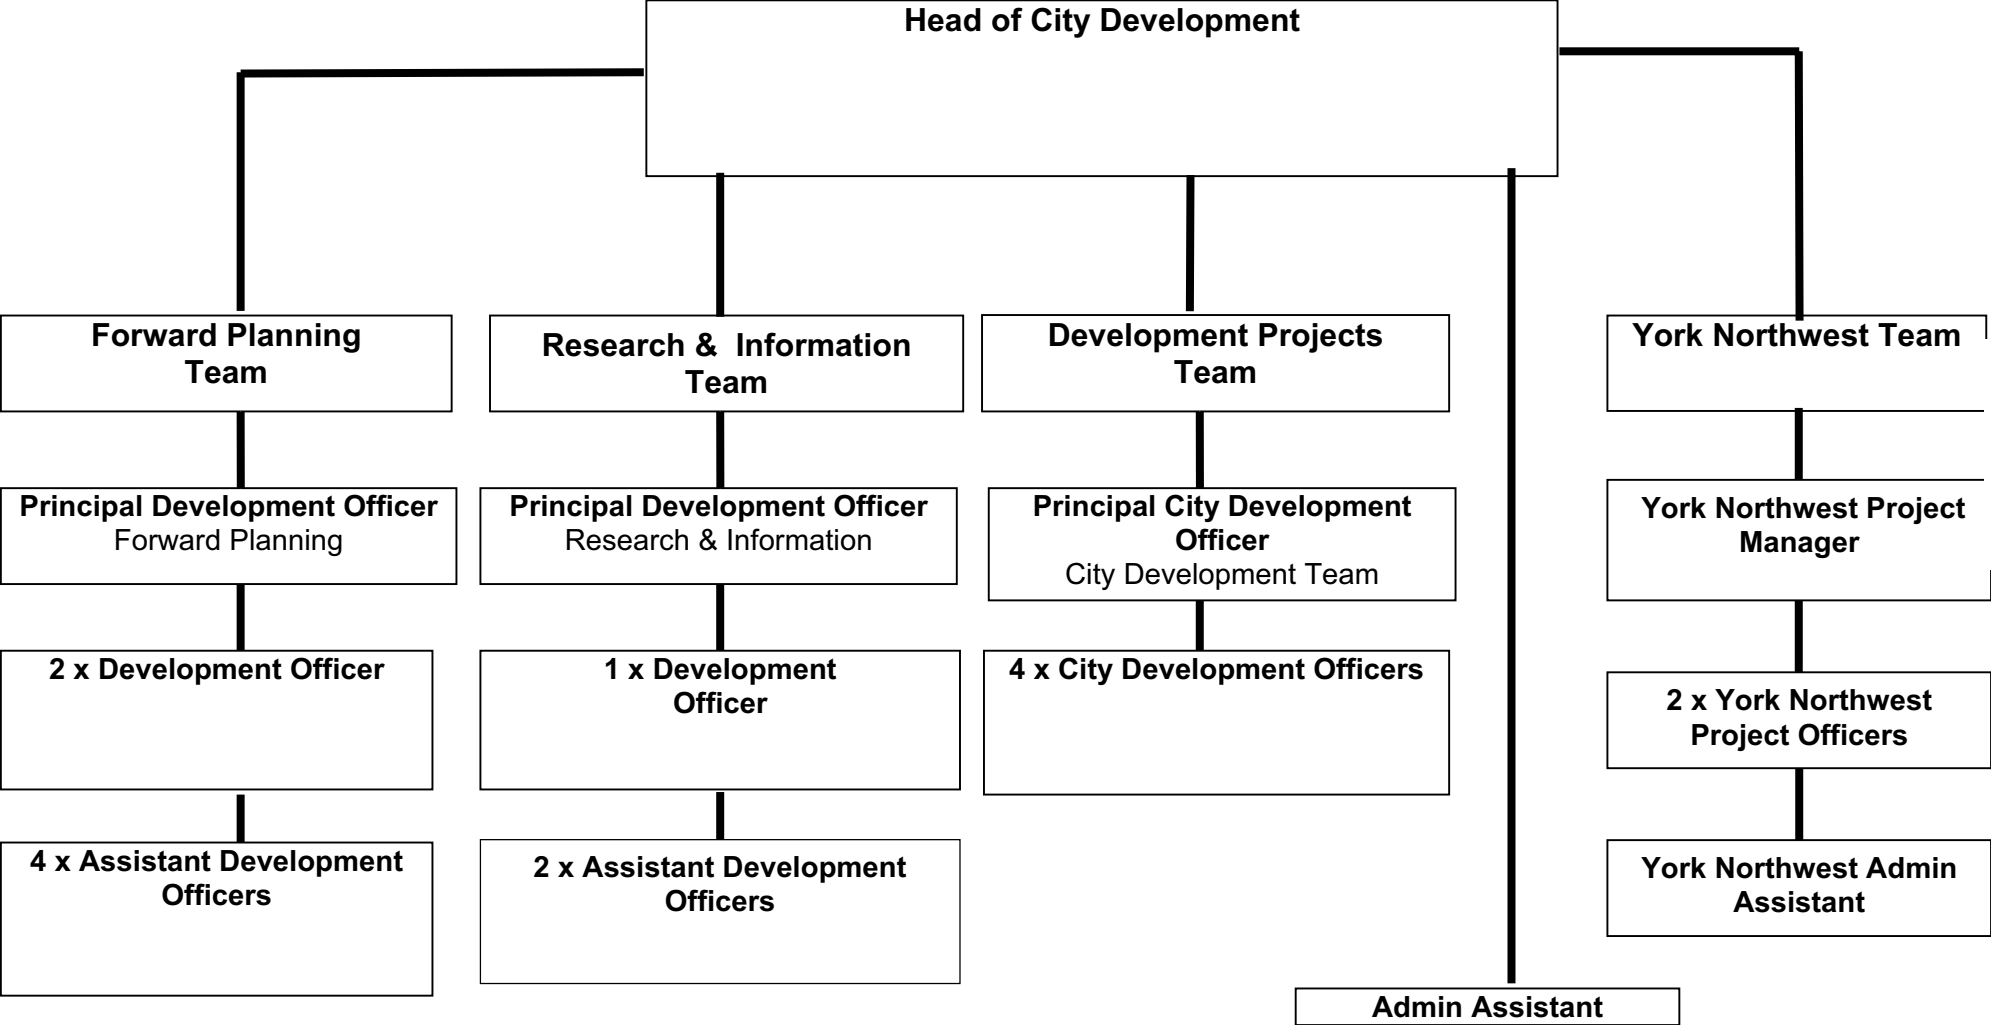 Head of City Development
Forward Planning
Team
Research & Information
Team
Development Projects
Team
York Northwest Team
Principal Development Officer
Forward Planning
Principal Development Officer
Research & Information
Principal City Development
Officer
City Development Team
York Northwest Project
Manager
2 x Development Officer
1 x Development
Officer
4 x City Development Officers
2 x York Northwest
Project Officers
4 x Assistant Development
Officers
2 x Assistant Development
Officers
York Northwest Admin
Assistant
Admin Assistant